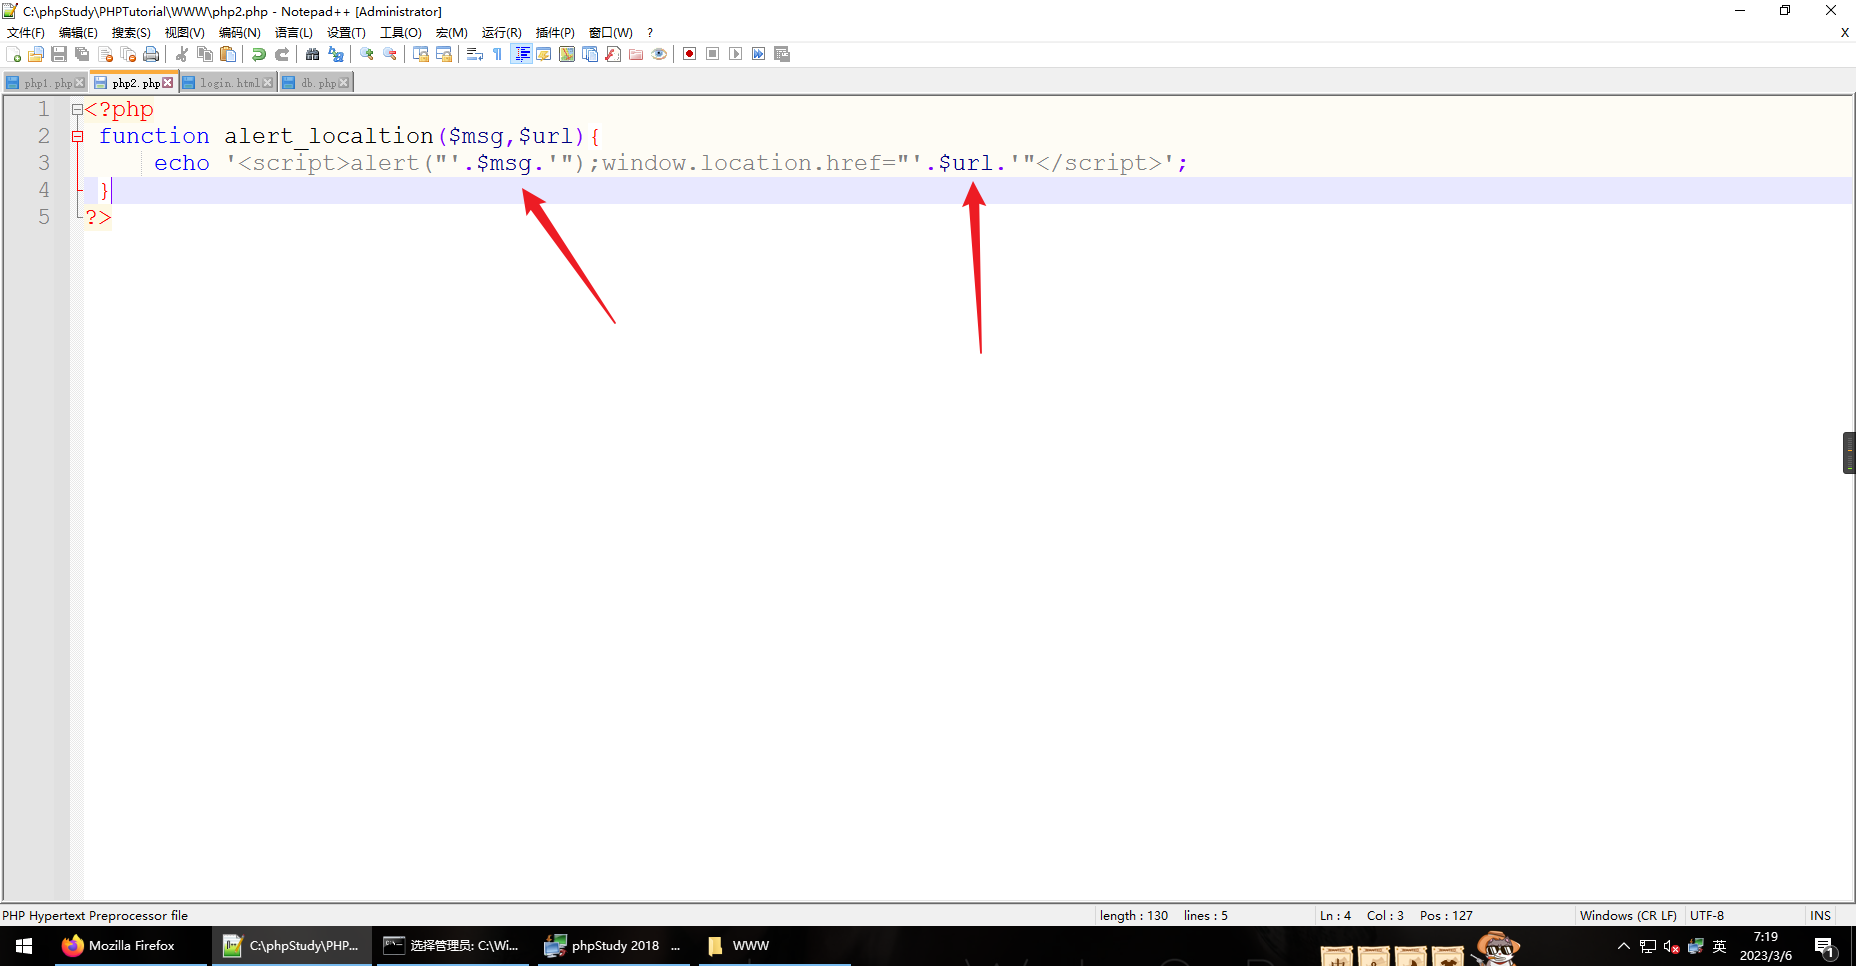 C:\phpStudy\PHPTutorial\WWW\php2.php - Notepad++ [Administrator]
文件(F) 编辑(E) 搜索(S) 视图(V) 编码(N) 语言(L) 设置(T) 工具(O) 宏(M) 运行(R) 插件(P) 窗口(W) ? X
php1.php php2.php login.html db.php
1 <?php
2 function alert_localtion($msg,$url){
3 echo '<script>alert("'.$msg.'");window.location.href="'.$url.'"</script>';
4 }
5 ?>
PHP Hypertext Preprocessor file length : 130 lines : 5 Ln : 4 Col : 3 Pos : 127 Windows (CR LF) UTF-8 INS
Mozilla Firefox C:\phpStudy\PHP... 选择管理员: C:\Wi... phpStudy 2018 ... WWW 英 7:19
2023/3/6 1